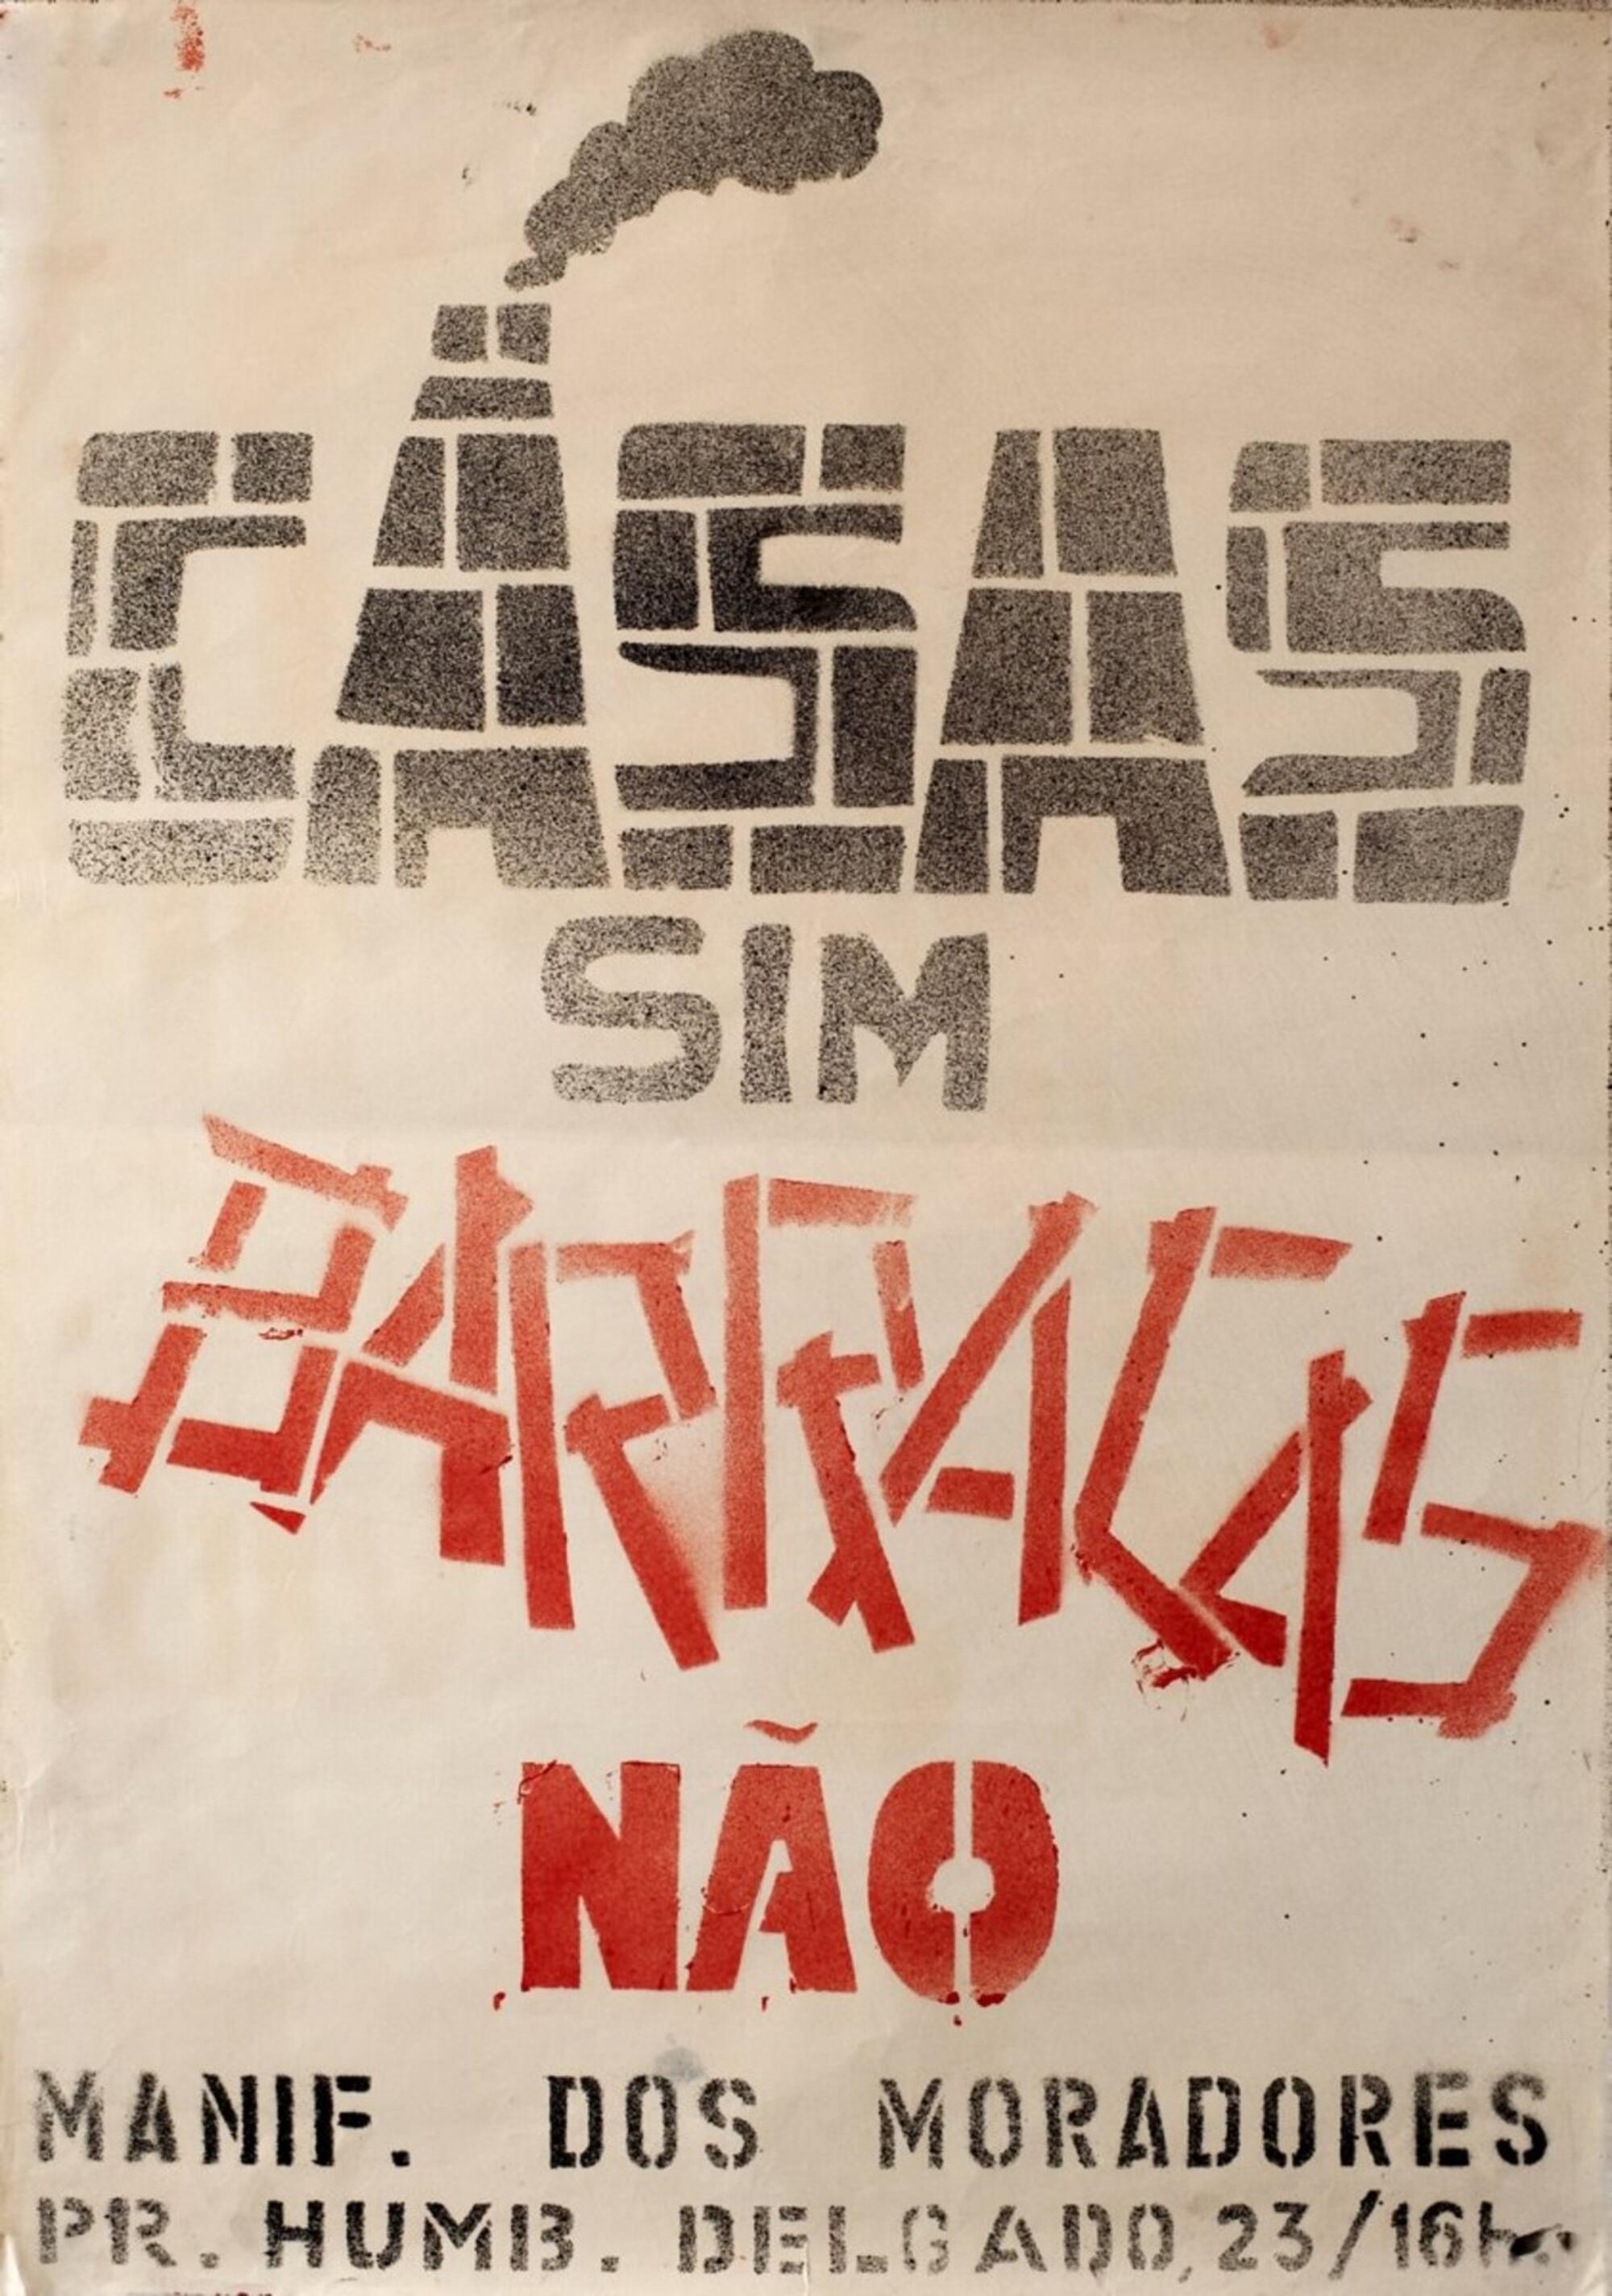 CASAS
SIM
BARRACAS
NÃO
MANIF. DOS MORADORES
PR. HUMB. DELGADO, 23/16h.